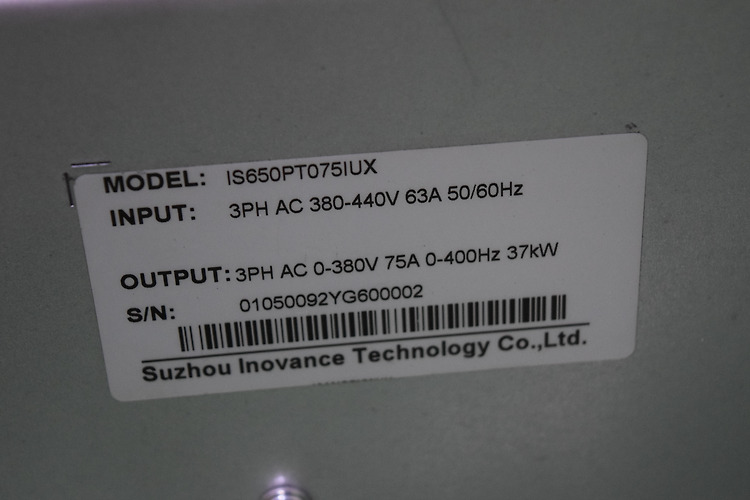 MODEL: IS650PT075IUX
INPUT: 3PH AC 380-440V 63A 50/60Hz
OUTPUT: 3PH AC 0-380V 75A 0-400Hz 37kW
S/N: 01050092YG600002
Suzhou Inovance Technology Co.,Ltd.